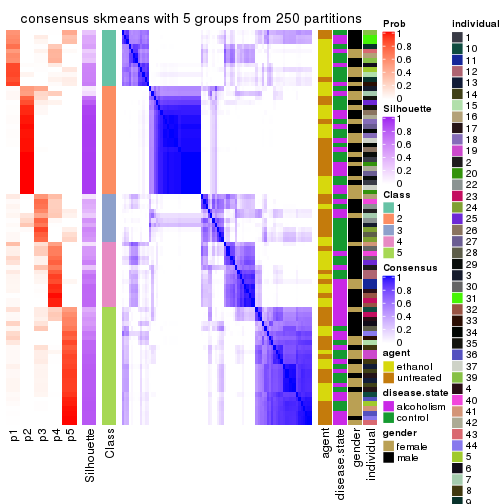 consensus skmeans with 5 groups from 250 partitions
p1
p2
p3
p4
p5
Silhouette
Class
agent
disease.state
gender
individual
Prob
1
0.8
0.6
0.4
0.2
0
Silhouette
1
0.8
0.6
0.4
0.2
0
Class
1
2
3
4
5
Consensus
1
0.8
0.6
0.4
0.2
0
agent
ethanol
untreated
disease.state
alcoholism
control
gender
female
male
individual
1
10
11
12
13
14
15
16
17
18
19
2
20
22
23
24
25
26
27
28
29
3
30
31
32
33
34
35
36
37
39
4
40
41
42
43
44
5
6
7
8
9